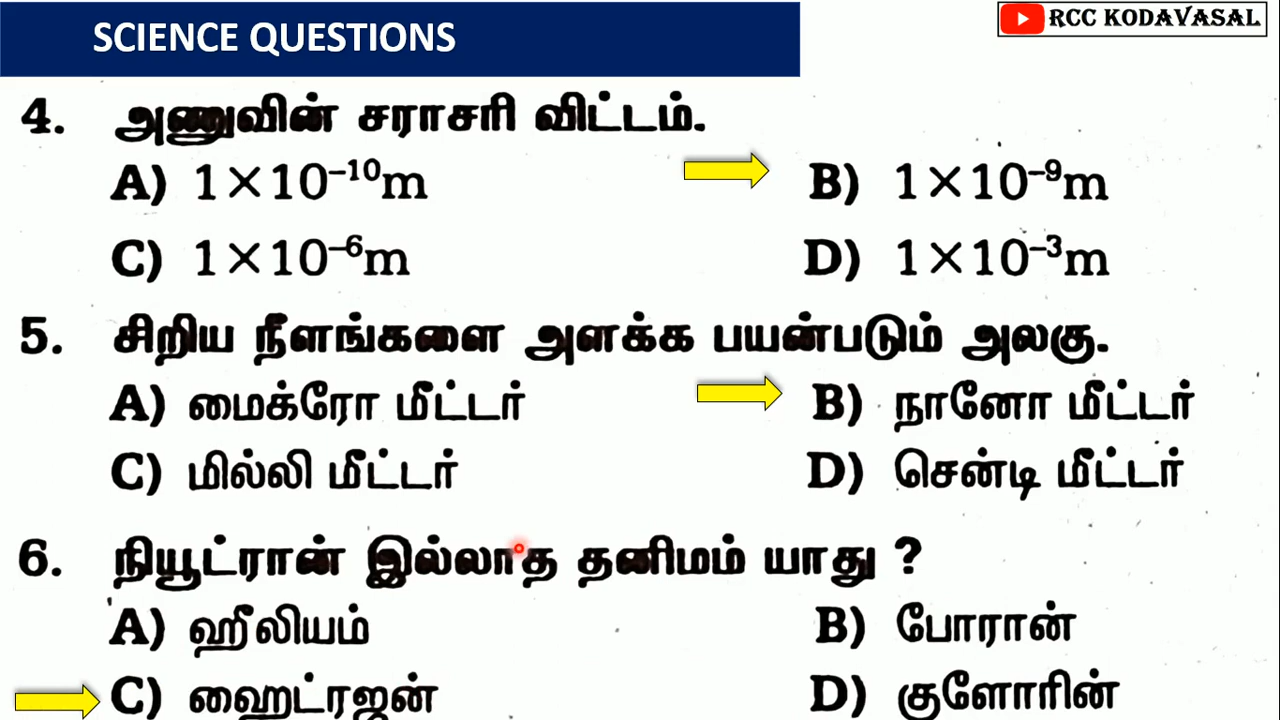 SCIENCE QUESTIONS
RCC KODAVASAL
4. அணுவின் சராசரி விட்டம்.
A) 1×10⁻¹⁰m B) 1×10⁻⁹m
C) 1×10⁻⁶m D) 1×10⁻³m
5. சிறிய நீளங்களை அளக்க பயன்படும் அலகு.
A) மைக்ரோ மீட்டர் B) நானோ மீட்டர்
C) மில்லி மீட்டர் D) சென்டி மீட்டர்
6. நியூட்ரான் இல்லாத தனிமம் யாது ?
A) ஹீலியம் B) போரான்
C) ஹைட்ரஜன் D) குளோரின்